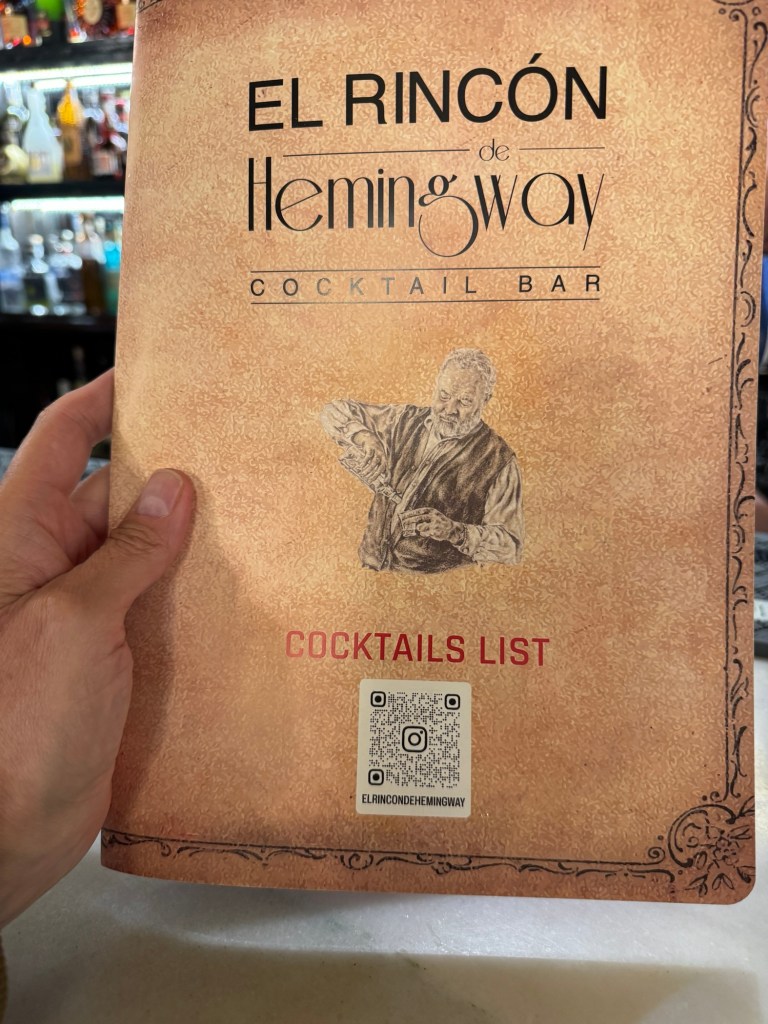 EL RINCÓN
de
Hemingway
COCKTAIL BAR
COCKTAILS LIST
ELRINCONDEHEMINGWAY